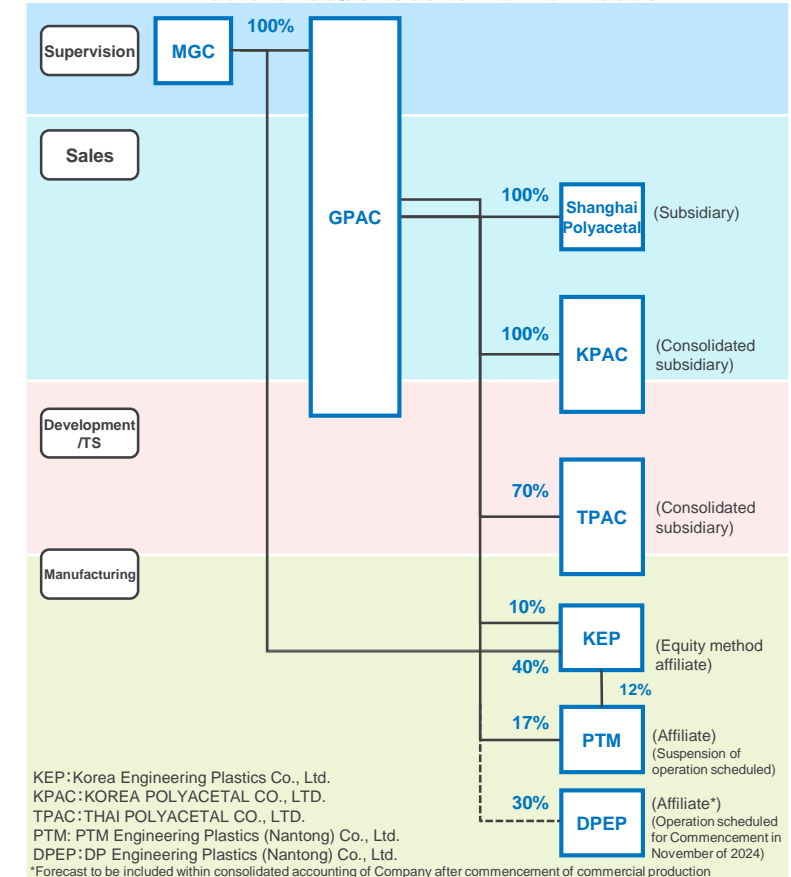 100%
Supervision
MGC
Sales
GPAC
100%
Shanghai
Polyacetal
(Subsidiary)
100%
KPAC
(Consolidated
subsidiary)
Development
/TS
70%
TPAC
(Consolidated
subsidiary)
Manufacturing
10%
KEP
(Equity method
affiliate)
40%
12%
17%
PTM
(Affiliate)
(Suspension of
operation scheduled)
30%
DPEP
(Affiliate*)
(Operation scheduled
for Commencement in
November of 2024)
KEP：Korea Engineering Plastics Co., Ltd.
KPAC：KOREA POLYACETAL CO., LTD.
TPAC：THAI POLYACETAL CO., LTD.
PTM: PTM Engineering Plastics (Nantong) Co., Ltd.
DPEP：DP Engineering Plastics (Nantong) Co., Ltd.
*Forecast to be included within consolidated accounting of Company after commencement of commercial production